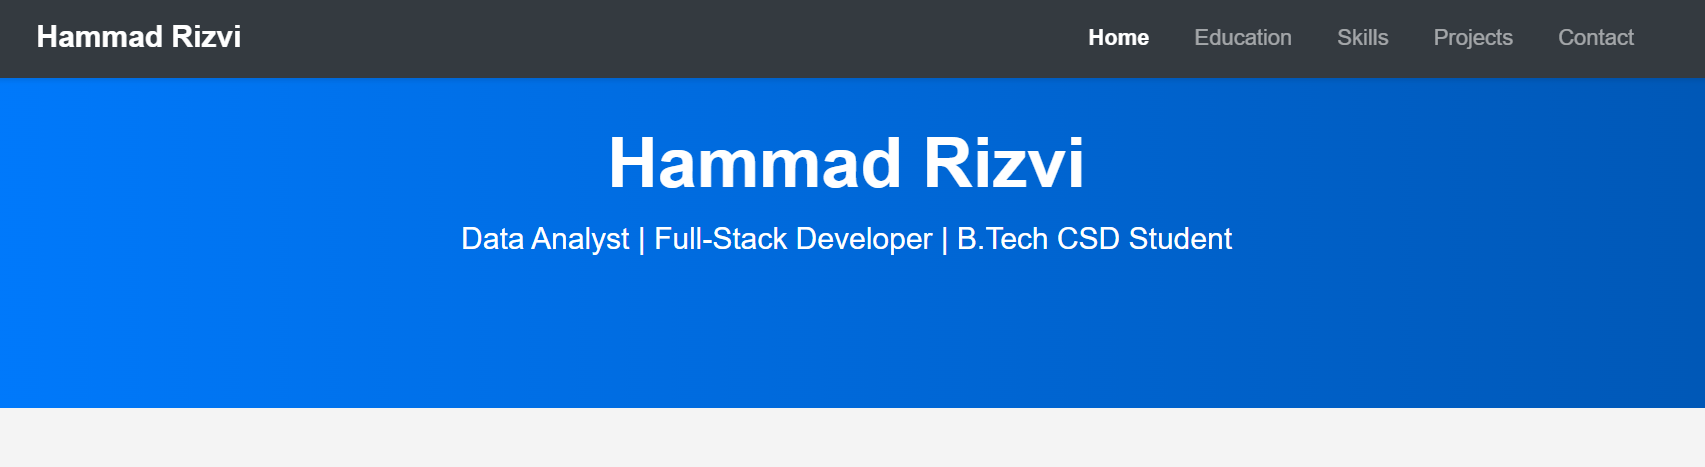 Hammad Rizvi
Home Education Skills Projects Contact
Hammad Rizvi
Data Analyst | Full-Stack Developer | B.Tech CSD Student